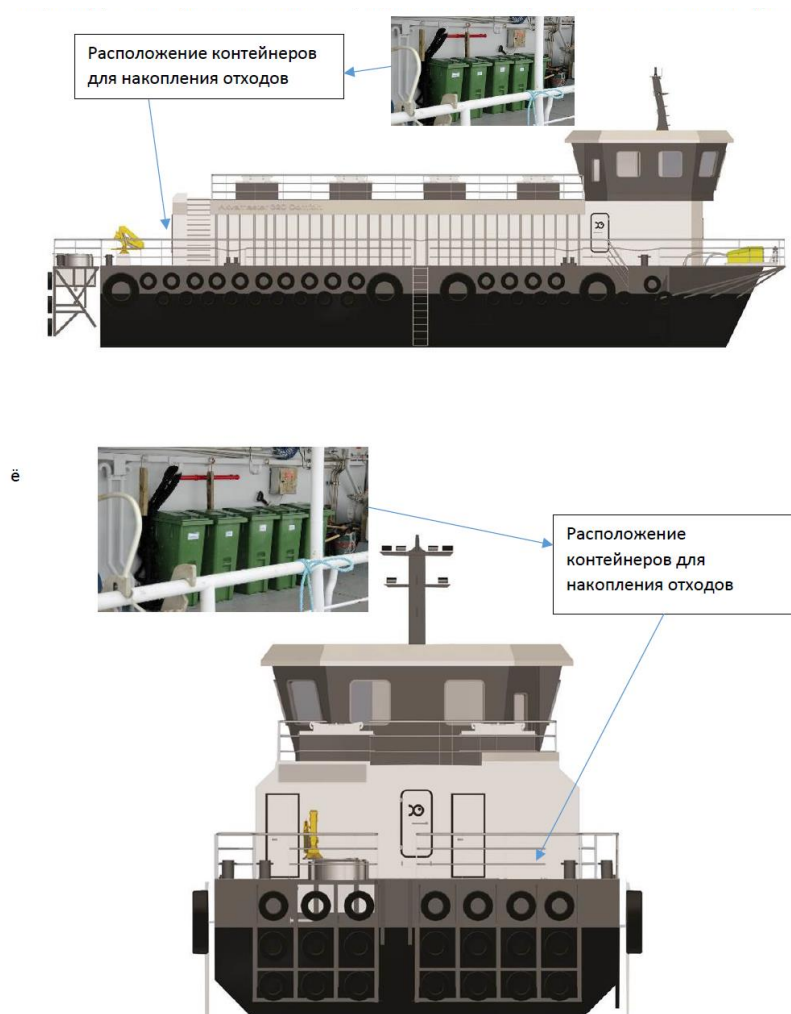 Расположение контейнеров
для накопления отходов
ё
Расположение
контейнеров для
накопления отходов